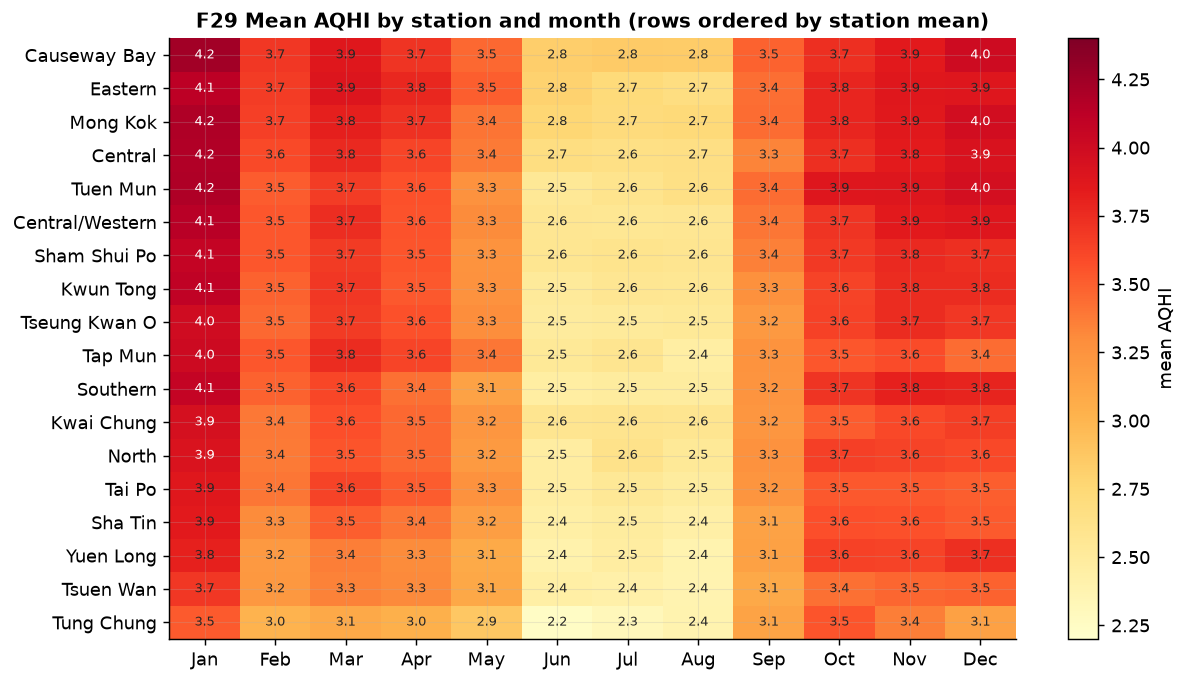 F29 Mean AQHI by station and month (rows ordered by station mean)
Causeway Bay 4.2 3.7 3.9 3.7 3.5 2.8 2.8 2.8 3.5 3.7 3.9 4.0
Eastern 4.1 3.7 3.9 3.8 3.5 2.8 2.7 2.7 3.4 3.8 3.9 3.9
Mong Kok 4.2 3.7 3.8 3.7 3.4 2.8 2.7 2.7 3.4 3.8 3.9 4.0
Central 4.2 3.6 3.8 3.6 3.4 2.7 2.6 2.7 3.3 3.7 3.8 3.9
Tuen Mun 4.2 3.5 3.7 3.6 3.3 2.5 2.6 2.6 3.4 3.9 3.9 4.0
Central/Western 4.1 3.5 3.7 3.6 3.3 2.6 2.6 2.6 3.4 3.7 3.9 3.9
Sham Shui Po 4.1 3.5 3.7 3.5 3.3 2.6 2.6 2.6 3.4 3.7 3.8 3.7
Kwun Tong 4.1 3.5 3.7 3.5 3.3 2.5 2.6 2.6 3.3 3.6 3.8 3.8
Tseung Kwan O 4.0 3.5 3.7 3.6 3.3 2.5 2.5 2.5 3.2 3.6 3.7 3.7
Tap Mun 4.0 3.5 3.8 3.6 3.4 2.5 2.6 2.4 3.3 3.5 3.6 3.4
Southern 4.1 3.5 3.6 3.4 3.1 2.5 2.5 2.5 3.2 3.7 3.8 3.8
Kwai Chung 3.9 3.4 3.6 3.5 3.2 2.6 2.6 2.6 3.2 3.5 3.6 3.7
North 3.9 3.4 3.5 3.5 3.2 2.5 2.6 2.5 3.3 3.7 3.6 3.6
Tai Po 3.9 3.4 3.6 3.5 3.3 2.5 2.5 2.5 3.2 3.5 3.5 3.5
Sha Tin 3.9 3.3 3.5 3.4 3.2 2.4 2.5 2.4 3.1 3.6 3.6 3.5
Yuen Long 3.8 3.2 3.4 3.3 3.1 2.4 2.5 2.4 3.1 3.6 3.6 3.7
Tsuen Wan 3.7 3.2 3.3 3.3 3.1 2.4 2.4 2.4 3.1 3.4 3.5 3.5
Tung Chung 3.5 3.0 3.1 3.0 2.9 2.2 2.3 2.4 3.1 3.5 3.4 3.1
Jan Feb Mar Apr May Jun Jul Aug Sep Oct Nov Dec
4.25
4.00
3.75
3.50
3.25
3.00
2.75
2.50
2.25
mean AQHI